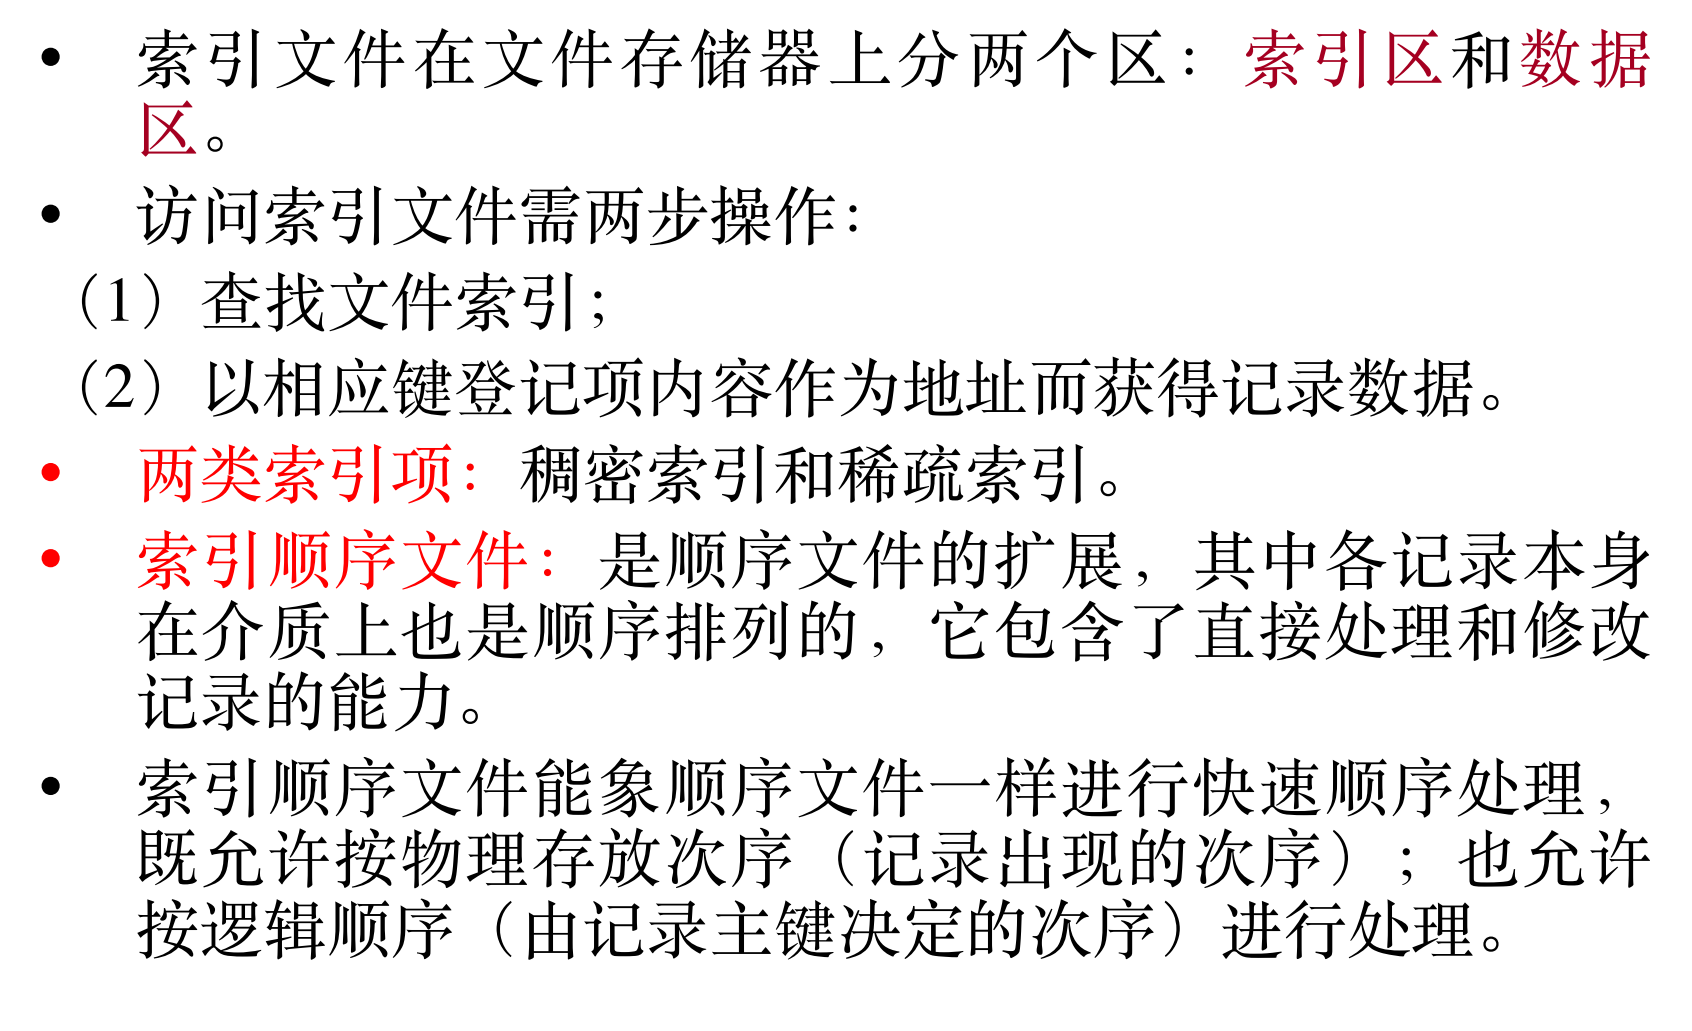 • 索引文件在文件存储器上分两个区：索引区和数据
区。
• 访问索引文件需两步操作：
（1）查找文件索引；
（2）以相应键登记项内容作为地址而获得记录数据。
• 两类索引项：稠密索引和稀疏索引。
• 索引顺序文件：是顺序文件的扩展，其中各记录本身
在介质上也是顺序排列的，它包含了直接处理和修改
记录的能力。
• 索引顺序文件能象顺序文件一样进行快速顺序处理，
既允许按物理存放次序（记录出现的次序）；也允许
按逻辑顺序（由记录主键决定的次序）进行处理。